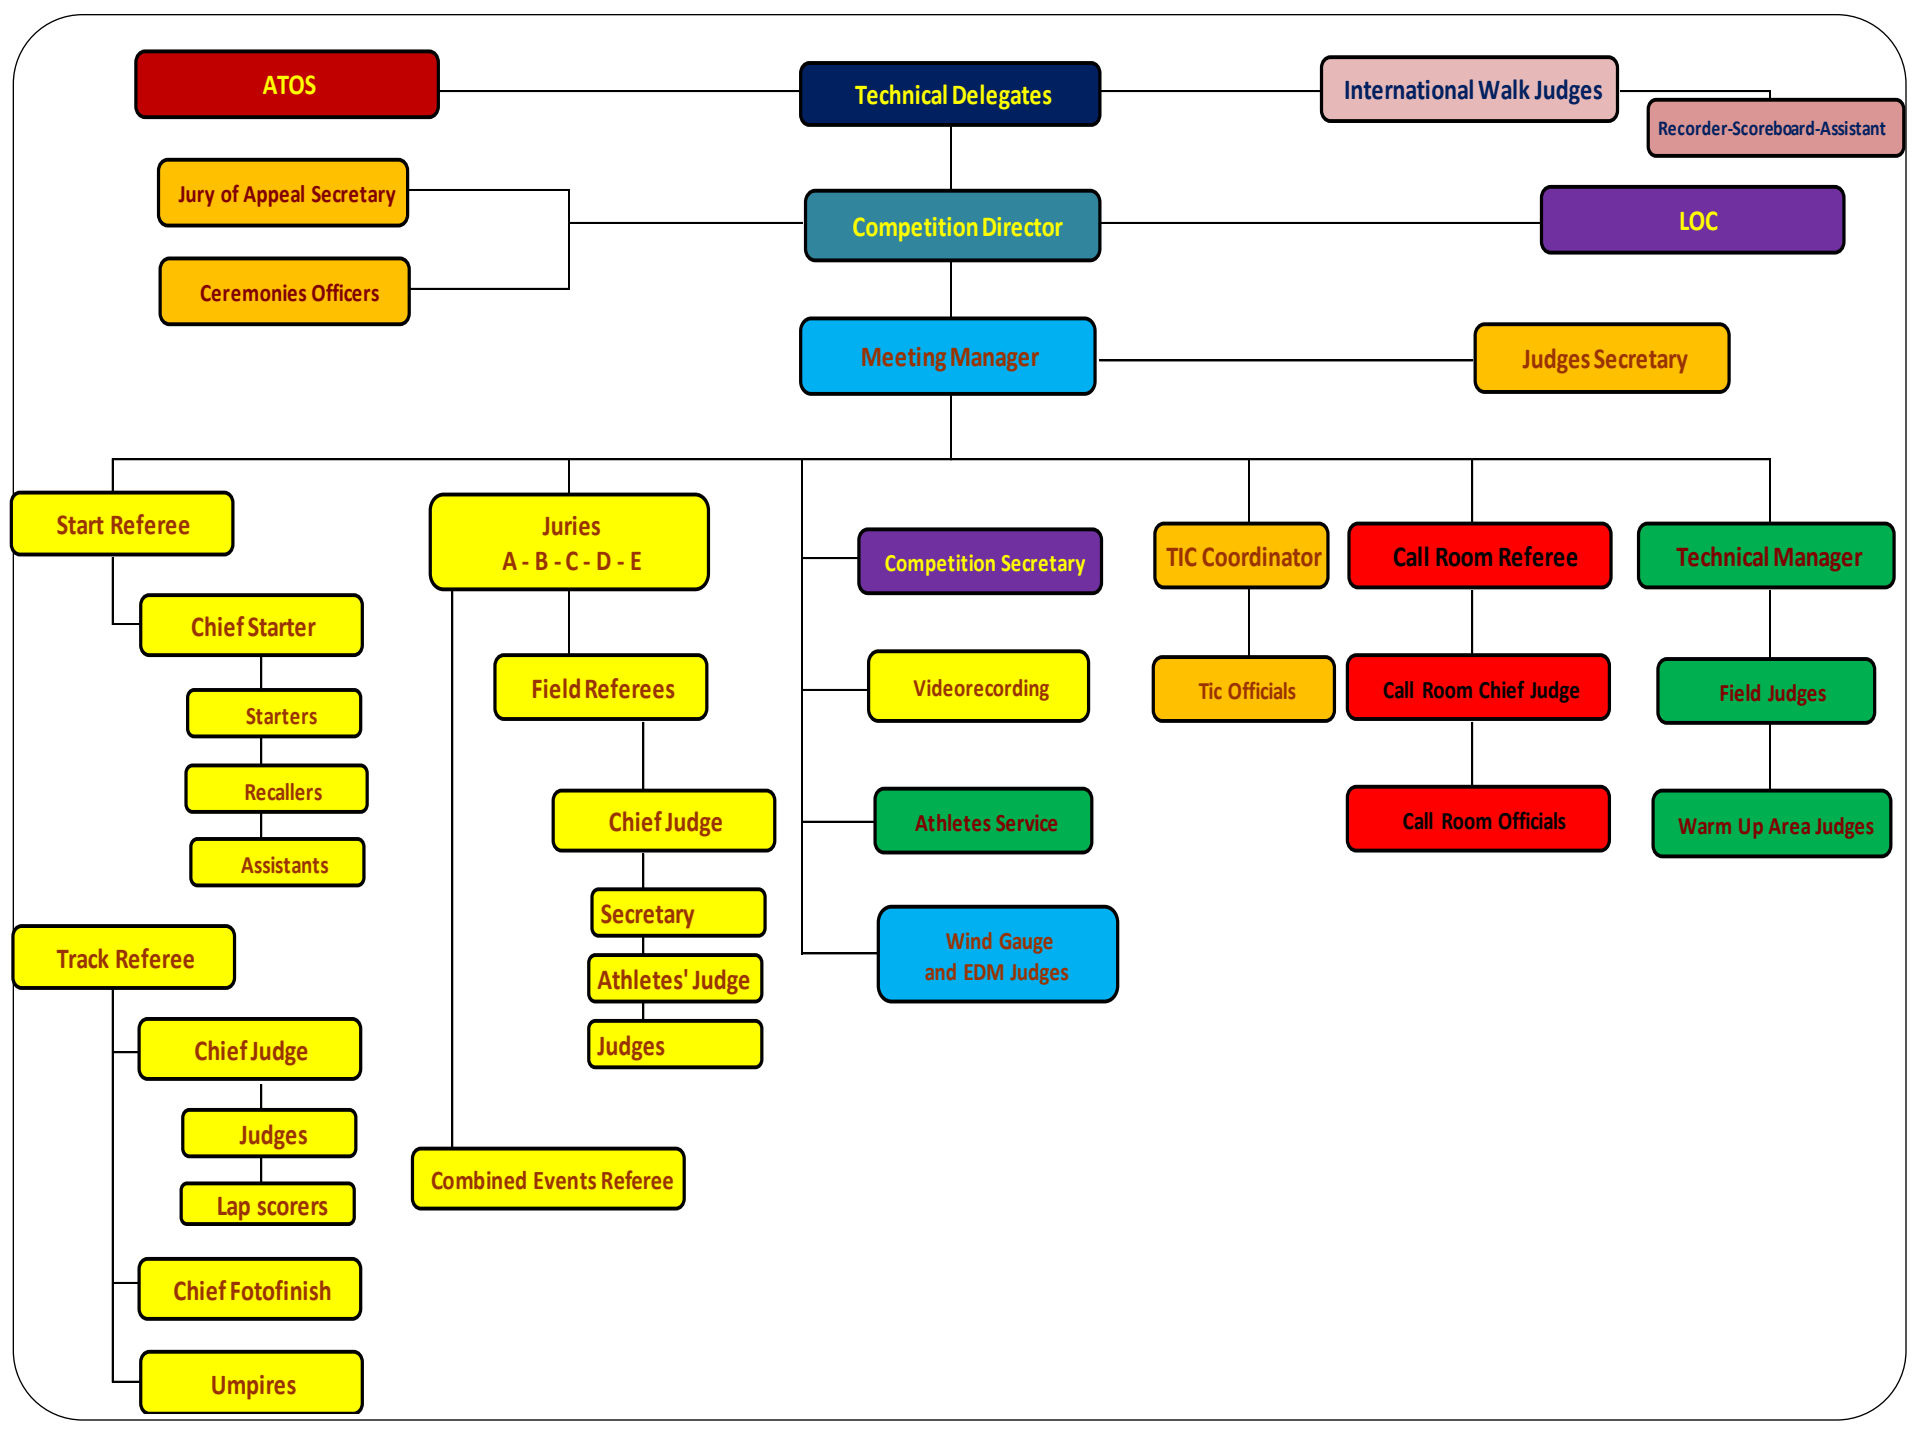 ATOS
Technical Delegates
International Walk Judges
Recorder-Scoreboard-Assistant
Jury of Appeal Secretary
Competition Director
LOC
Ceremonies Officers
Meeting Manager
Judges Secretary
Start Referee
Chief Starter
Starters
Recallers
Assistants
Track Referee
Chief Judge
Judges
Lap scorers
Chief Fotofinish
Umpires
Juries
A - B - C - D - E
Field Referees
Chief Judge
Secretary
Athletes' Judge
Judges
Combined Events Referee
Competition Secretary
Videorecording
Athletes Service
Wind Gauge
and EDM Judges
TIC Coordinator
Tic Officials
Call Room Referee
Call Room Chief Judge
Call Room Officials
Technical Manager
Field Judges
Warm Up Area Judges